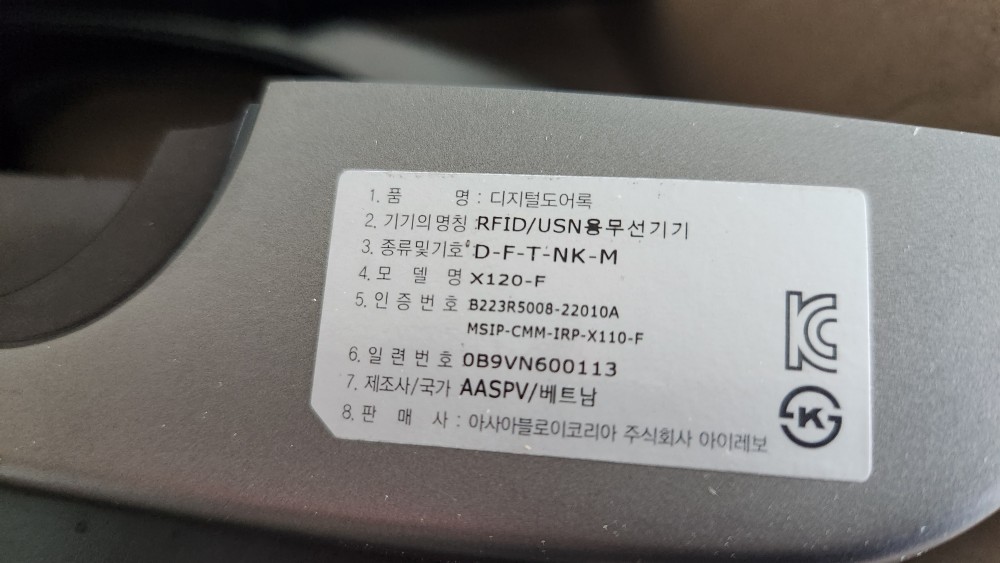 1. 품 명 : 디지털도어록
2. 기기의명칭 : RFID/USN용무선기기
3. 종류및기호 : D-F-T-NK-M
4. 모 델 명 X120-F
5. 인 증 번 호 B223R5008-22010A
MSIP-CMM-IRP-X110-F
6. 일 련 번 호 0B9VN600113
7. 제조사/국가 AASPV/베트남
8. 판 매 사 : 아사아블로이코리아 주식회사 아이레보
KC
K